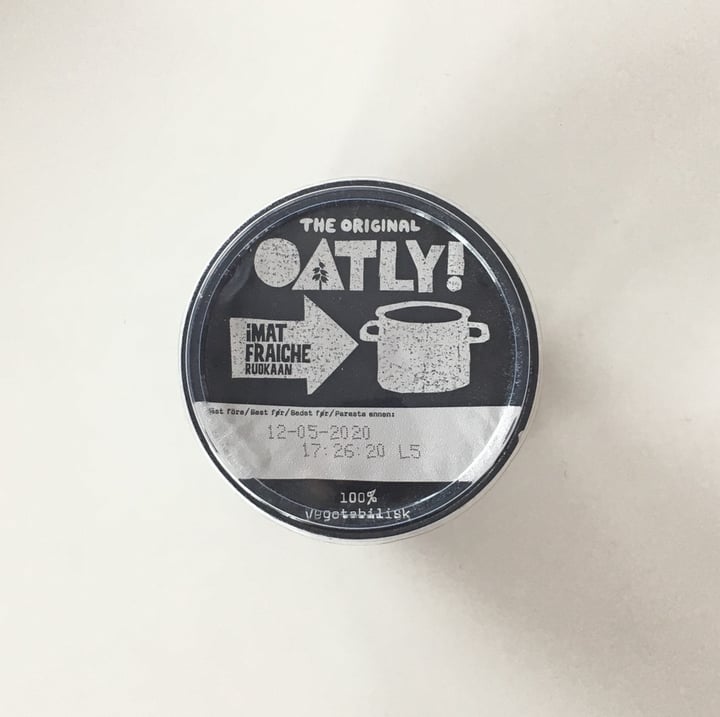 THE ORIGINAL
OATLY!
iMAT
FRAICHE
RUOKAAN
Bäst före/Best før/Bedst før/Parasta ennen:
12-05-2020
17:26:20 L5
100%
vegetabilisk